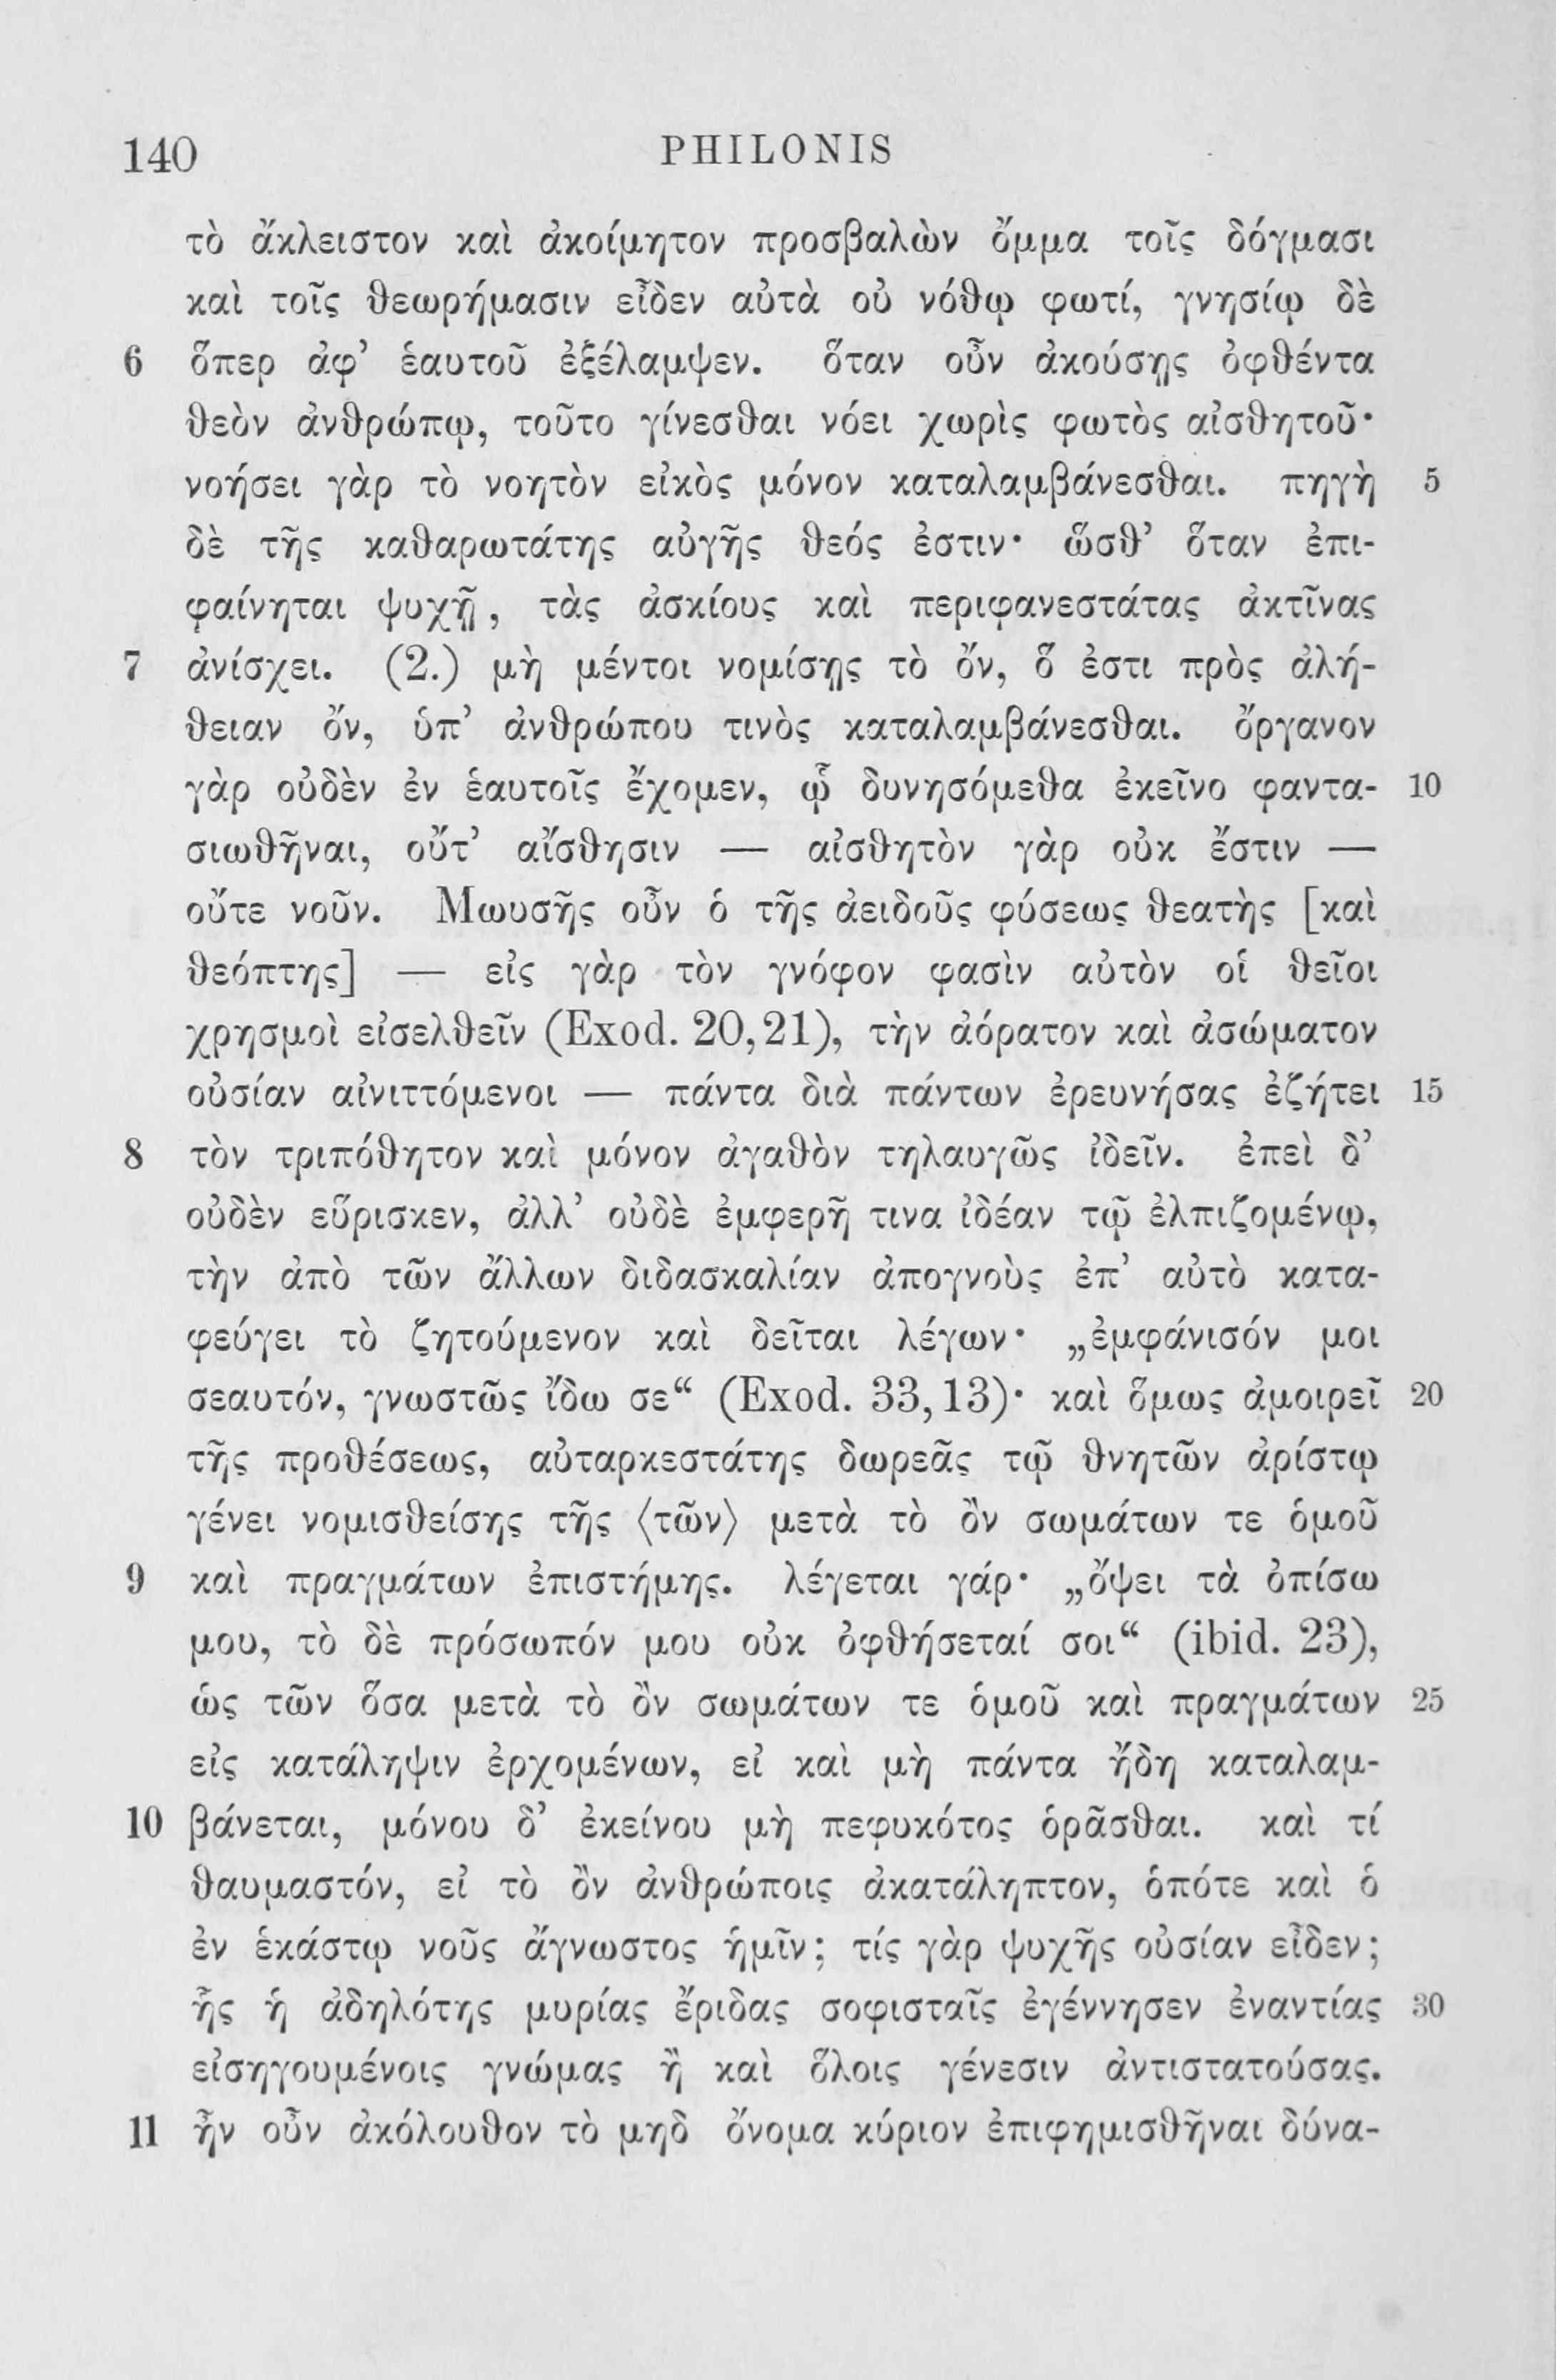 140 PHILONIS
τὸ ἄκλειστον καὶ ἀκοίμητον προσβαλὼν ὄμμα τοῖς δόγμασι
καὶ τοῖς θεωρήμασιν εἶδεν αὐτὰ οὐ νόθῳ φωτί, γνησίῳ δὲ
6 ὅπερ ἀφ’ ἑαυτοῦ ἐξέλαμψεν. ὅταν οὖν ἀκούσῃς ὀφθέντα
θεὸν ἀνθρώπῳ, τοῦτο γίνεσθαι νόει χωρὶς φωτὸς αἰσθητοῦ·
νοήσει γὰρ τὸ νοητὸν εἰκὸς μόνον καταλαμβάνεσθαι. πηγὴ 5
δὲ τῆς καθαρωτάτης αὐγῆς θεός ἐστιν· ὥσθ’ ὅταν ἐπι-
φαίνηται ψυχῇ, τὰς ἀσκίους καὶ περιφανεστάτας ἀκτῖνας
7 ἀνίσχει. (2.) μὴ μέντοι νομίσῃς τὸ ὄν, ὅ ἐστι πρὸς ἀλή-
θειαν ὄν, ὑπ’ ἀνθρώπου τινὸς καταλαμβάνεσθαι. ὄργανον
γὰρ οὐδὲν ἐν ἑαυτοῖς ἔχομεν, ᾧ δυνησόμεθα ἐκεῖνο φαντα- 10
σιωθῆναι, οὔτ’ αἴσθησιν — αἰσθητὸν γὰρ οὐκ ἔστιν —
οὔτε νοῦν. Μωυσῆς οὖν ὁ τῆς ἀειδοῦς φύσεως θεατὴς [καὶ
θεόπτης] — εἰς γὰρ τὸν γνόφον φασὶν αὐτὸν οἱ θεῖοι
χρησμοὶ εἰσελθεῖν (Exod. 20,21), τὴν ἀόρατον καὶ ἀσώματον
οὐσίαν αἰνιττόμενοι — πάντα διὰ πάντων ἐρευνήσας ἐζήτει 15
8 τὸν τριπόθητον καὶ μόνον ἀγαθὸν τηλαυγῶς ἰδεῖν. ἐπεὶ δ’
οὐδὲν εὕρισκεν, ἀλλ’ οὐδὲ ἐμφερῆ τινα ἰδέαν τῷ ἐλπιζομένῳ,
τὴν ἀπὸ τῶν ἄλλων διδασκαλίαν ἀπογνοὺς ἐπ’ αὐτὸ κατα-
φεύγει τὸ ζητούμενον καὶ δεῖται λέγων· „ἐμφάνισόν μοι
σεαυτόν, γνωστῶς ἴδω σε“ (Exod. 33,13)· καὶ ὅμως ἀμοιρεῖ 20
τῆς προθέσεως, αὐταρκεστάτης δωρεᾶς τῷ θνητῶν ἀρίστῳ
γένει νομισθείσης τῆς ⟨τῶν⟩ μετὰ τὸ ὂν σωμάτων τε ὁμοῦ
9 καὶ πραγμάτων ἐπιστήμης. λέγεται γάρ· „ὄψει τὰ ὀπίσω
μου, τὸ δὲ πρόσωπόν μου οὐκ ὀφθήσεταί σοι“ (ibid. 23),
ὡς τῶν ὅσα μετὰ τὸ ὂν σωμάτων τε ὁμοῦ καὶ πραγμάτων 25
εἰς κατάληψιν ἐρχομένων, εἰ καὶ μὴ πάντα ἤδη καταλαμ-
10 βάνεται, μόνου δ’ ἐκείνου μὴ πεφυκότος ὁρᾶσθαι. καὶ τί
θαυμαστόν, εἰ τὸ ὂν ἀνθρώποις ἀκατάληπτον, ὁπότε καὶ ὁ
ἐν ἑκάστῳ νοῦς ἄγνωστος ἡμῖν; τίς γὰρ ψυχῆς οὐσίαν εἶδεν;
ἧς ἡ ἀδηλότης μυρίας ἔριδας σοφισταῖς ἐγέννησεν ἐναντίας 30
εἰσηγουμένοις γνώμας ἢ καὶ ὅλοις γένεσιν ἀντιστατούσας.
11 ἦν οὖν ἀκόλουθον τὸ μηδ ὄνομα κύριον ἐπιφημισθῆναι δύνα-